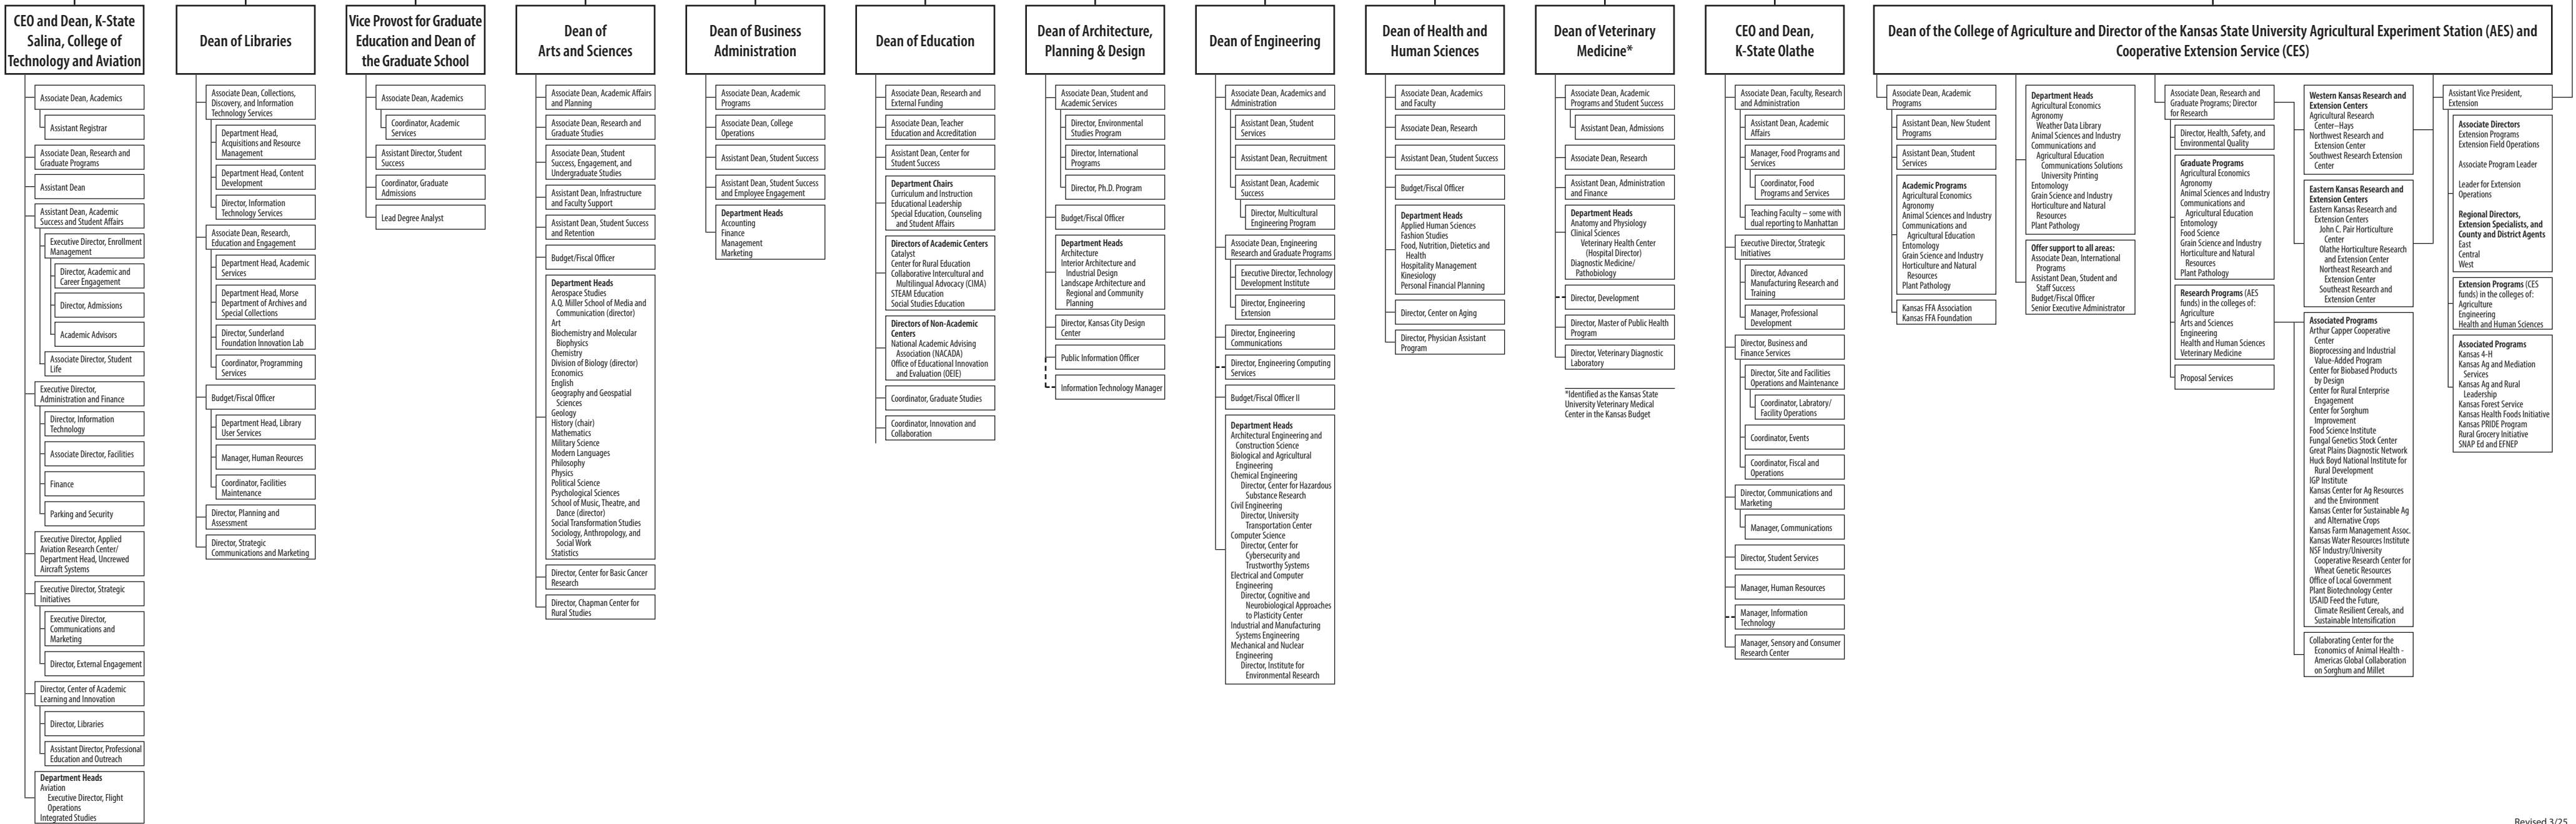 CEO and Dean, K-State
Salina, College of
Technology and Aviation
Associate Dean, Academics
Assistant Registrar
Associate Dean, Research and
Graduate Programs
Assistant Dean
Assistant Dean, Academic
Success and Student Affairs
Executive Director, Enrollment
Management
Director, Academic and
Career Engagement
Director, Admissions
Academic Advisors
Associate Director, Student
Life
Executive Director,
Administration and Finance
Director, Information
Technology
Associate Director, Facilities
Finance
Parking and Security
Executive Director, Applied
Aviation Research Center/
Department Head, Uncrewed
Aircraft Systems
Executive Director, Strategic
Initiatives
Executive Director,
Communications and
Marketing
Director, External Engagement
Director, Center of Academic
Learning and Innovation
Director, Libraries
Assistant Director, Professional
Education and Outreach
Department Heads
Aviation
Executive Director, Flight
Operations
Integrated Studies
Dean of Libraries
Associate Dean, Collections,
Discovery, and Information
Technology Services
Department Head,
Acquisitions and Resource
Management
Department Head, Content
Development
Director, Information
Technology Services
Associate Dean, Research,
Education and Engagement
Department Head, Academic
Services
Department Head, Morse
Department of Archives and
Special Collections
Director, Sunderland
Foundation Innovation Lab
Coordinator, Programming
Services
Budget/Fiscal Officer
Department Head, Library
User Services
Manager, Human Reources
Coordinator, Facilities
Maintenance
Director, Planning and
Assessment
Director, Strategic
Communications and Marketing
Vice Provost for Graduate
Education and Dean of
the Graduate School
Associate Dean, Academics
Coordinator, Academic
Services
Assistant Director, Student
Success
Coordinator, Graduate
Admissions
Lead Degree Analyst
Dean of
Arts and Sciences
Associate Dean, Academic Affairs
and Planning
Associate Dean, Research and
Graduate Studies
Associate Dean, Student
Success, Engagement, and
Undergraduate Studies
Assistant Dean, Infrastructure
and Faculty Support
Assistant Dean, Student Success
and Retention
Budget/Fiscal Officer
Department Heads
Aerospace Studies
A.Q. Miller School of Media and
Communication (director)
Art
Biochemistry and Molecular
Biophysics
Chemistry
Division of Biology (director)
Economics
English
Geography and Geospatial
Sciences
Geology
History (chair)
Mathematics
Military Science
Modern Languages
Philosophy
Physics
Political Science
Psychological Sciences
School of Music, Theatre, and
Dance (director)
Social Transformation Studies
Sociology, Anthropology, and
Social Work
Statistics
Director, Center for Basic Cancer
Research
Director, Chapman Center for
Rural Studies
Dean of Business
Administration
Associate Dean, Academic
Programs
Associate Dean, College
Operations
Assistant Dean, Student Success
Assistant Dean, Student Success
and Employee Engagement
Department Heads
Accounting
Finance
Management
Marketing
Dean of Education
Associate Dean, Research and
External Funding
Associate Dean, Teacher
Education and Accreditation
Assistant Dean, Center for
Student Success
Department Chairs
Curriculum and Instruction
Educational Leadership
Special Education, Counseling
and Student Affairs
Directors of Academic Centers
Catalyst
Center for Rural Education
Collaborative Intercultural and
Multilingual Advocacy (CIMA)
STEAM Education
Social Studies Education
Directors of Non-Academic
Centers
National Academic Advising
Association (NACADA)
Office of Educational Innovation
and Evaluation (OEIE)
Coordinator, Graduate Studies
Coordinator, Innovation and
Collaboration
Dean of Architecture,
Planning & Design
Associate Dean, Student and
Academic Services
Director, Environmental
Studies Program
Director, International
Programs
Director, Ph.D. Program
Budget/Fiscal Officer
Department Heads
Architecture
Interior Architecture and
Industrial Design
Landscape Architecture and
Regional and Community
Planning
Director, Kansas City Design
Center
Public Information Officer
Information Technology Manager
Dean of Engineering
Associate Dean, Academics and
Administration
Assistant Dean, Student
Services
Assistant Dean, Recruitment
Assistant Dean, Academic
Success
Director, Multicultural
Engineering Program
Associate Dean, Engineering
Research and Graduate Programs
Executive Director, Technology
Development Institute
Director, Engineering
Extension
Director, Engineering
Communications
Director, Engineering Computing
Services
Budget/Fiscal Officer II
Department Heads
Architectural Engineering and
Construction Science
Biological and Agricultural
Engineering
Chemical Engineering
Director, Center for Hazardous
Substance Research
Civil Engineering
Director, University
Transportation Center
Computer Science
Director, Center for
Cybersecurity and
Trustworthy Systems
Electrical and Computer
Engineering
Director, Cognitive and
Neurobiological Approaches
to Plasticity Center
Industrial and Manufacturing
Systems Engineering
Mechanical and Nuclear
Engineering
Director, Institute for
Environmental Research
Dean of Health and
Human Sciences
Associate Dean, Academics
and Faculty
Associate Dean, Research
Assistant Dean, Student Success
Budget/Fiscal Officer
Department Heads
Applied Human Sciences
Fashion Studies
Food, Nutrition, Dietetics and
Health
Hospitality Management
Kinesiology
Personal Financial Planning
Director, Center on Aging
Director, Physician Assistant
Program
Dean of Veterinary
Medicine*
Associate Dean, Academic
Programs and Student Success
Assistant Dean, Admissions
Associate Dean, Research
Assistant Dean, Administration
and Finance
Department Heads
Anatomy and Physiology
Clinical Sciences
Veterinary Health Center
(Hospital Director)
Diagnostic Medicine/
Pathobiology
Director, Development
Director, Master of Public Health
Program
Director, Veterinary Diagnostic
Laboratory
*Identified as the Kansas State
University Veterinary Medical
Center in the Kansas Budget
CEO and Dean,
K-State Olathe
Associate Dean, Faculty, Research
and Administration
Assistant Dean, Academic
Affairs
Manager, Food Programs and
Services
Coordinator, Food
Programs and Services
Teaching Faculty – some with
dual reporting to Manhattan
Executive Director, Strategic
Initiatives
Director, Advanced
Manufacturing Research and
Training
Manager, Professional
Development
Director, Business and
Finance Services
Director, Site and Facilities
Operations and Maintenance
Coordinator, Labratory/
Facility Operations
Coordinator, Events
Coordinator, Fiscal and
Operations
Director, Communications and
Marketing
Manager, Communications
Director, Student Services
Manager, Human Resources
Manager, Information
Technology
Manager, Sensory and Consumer
Research Center
Dean of the College of Agriculture and Director of the Kansas State University Agricultural Experiment Station (AES) and
Cooperative Extension Service (CES)
Associate Dean, Academic
Programs
Assistant Dean, New Student
Programs
Assistant Dean, Student
Services
Academic Programs
Agricultural Economics
Agronomy
Animal Sciences and Industry
Communications and
Agricultural Education
Entomology
Grain Science and Industry
Horticulture and Natural
Resources
Plant Pathology
Kansas FFA Association
Kansas FFA Foundation
Department Heads
Agricultural Economics
Agronomy
Weather Data Library
Animal Sciences and Industry
Communications and
Agricultural Education
Communications Solutions
University Printing
Entomology
Grain Science and Industry
Horticulture and Natural
Resources
Plant Pathology
Offer support to all areas:
Associate Dean, International
Programs
Assistant Dean, Student and
Staff Success
Budget/Fiscal Officer
Senior Executive Administrator
Associate Dean, Research and
Graduate Programs; Director
for Research
Director, Health, Safety, and
Environmental Quality
Graduate Programs
Agricultural Economics
Agronomy
Animal Sciences and Industry
Communications and
Agricultural Education
Entomology
Food Science
Grain Science and Industry
Horticulture and Natural
Resources
Plant Pathology
Research Programs (AES
funds) in the colleges of:
Agriculture
Arts and Sciences
Engineering
Health and Human Sciences
Veterinary Medicine
Proposal Services
Western Kansas Research and
Extension Centers
Agricultural Research
Center–Hays
Northwest Research and
Extension Center
Southwest Research Extension
Center
Eastern Kansas Research and
Extension Centers
Eastern Kansas Research and
Extension Centers
John C. Pair Horticulture
Center
Olathe Horticulture Research
and Extension Center
Northeast Research and
Extension Center
Southeast Research and
Extension Center
Associated Programs
Arthur Capper Cooperative
Center
Bioprocessing and Industrial
Value-Added Program
Center for Biobased Products
by Design
Center for Rural Enterprise
Engagement
Center for Sorghum
Improvement
Food Science Institute
Fungal Genetics Stock Center
Great Plains Diagnostic Network
Huck Boyd National Institute for
Rural Development
IGP Institute
Kansas Center for Ag Resources
and the Environment
Kansas Center for Sustainable Ag
and Alternative Crops
Kansas Farm Management Assoc.
Kansas Water Resources Institute
NSF Industry/University
Cooperative Research Center for
Wheat Genetic Resources
Office of Local Government
Plant Biotechnology Center
USAID Feed the Future,
Climate Resilient Cereals, and
Sustainable Intensification
Collaborating Center for the
Economics of Animal Health -
Americas Global Collaboration
on Sorghum and Millet
Assistant Vice President,
Extension
Associate Directors
Extension Programs
Extension Field Operations
Associate Program Leader
Leader for Extension
Operations
Regional Directors,
Extension Specialists, and
County and District Agents
East
Central
West
Extension Programs (CES
funds) in the colleges of:
Agriculture
Engineering
Health and Human Sciences
Associated Programs
Kansas 4-H
Kansas Ag and Mediation
Services
Kansas Ag and Rural
Leadership
Kansas Forest Service
Kansas Health Foods Initiative
Kansas PRIDE Program
Rural Grocery Initiative
SNAP Ed and EFNEP
Revised 3/25